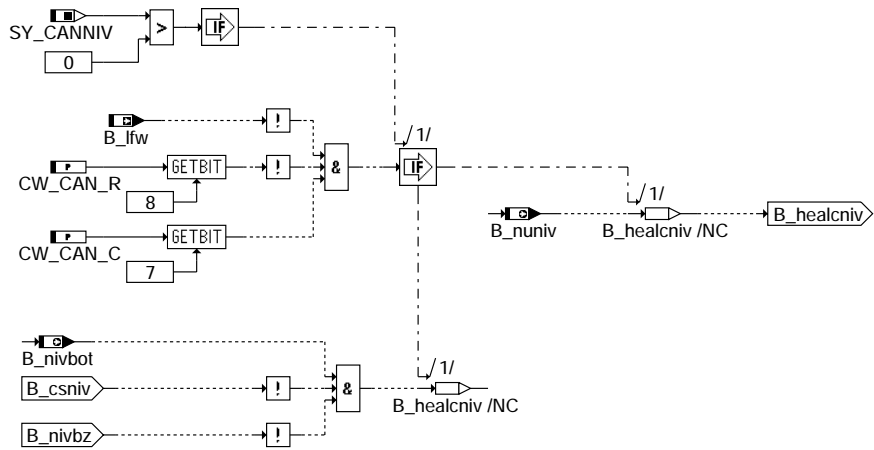 SY_CANNIV
>
IF
0
B_lfw
!
/1/
CW_CAN_R
P
GETBIT
!
&
IF
8
/1/
CW_CAN_C
P
GETBIT
B_nuniv
B_healcniv /NC
B_healcniv
7
B_nivbot
/1/
B_csniv
!
&
B_healcniv /NC
B_nivbz
!